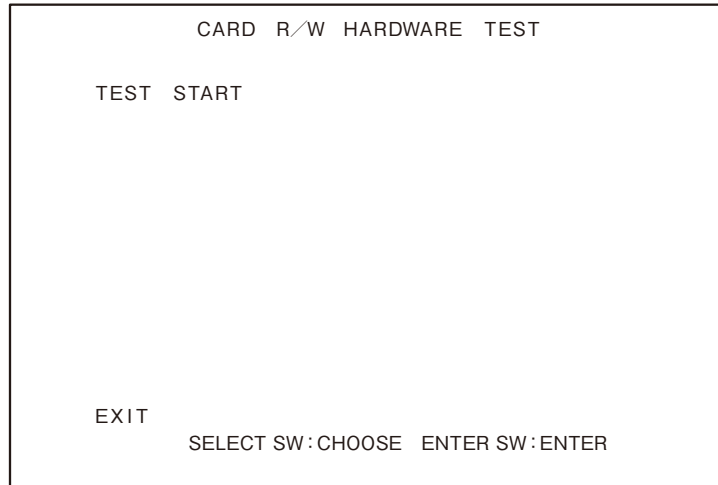 CARD R／W HARDWARE TEST
TEST START
EXIT
SELECT SW：CHOOSE ENTER SW：ENTER